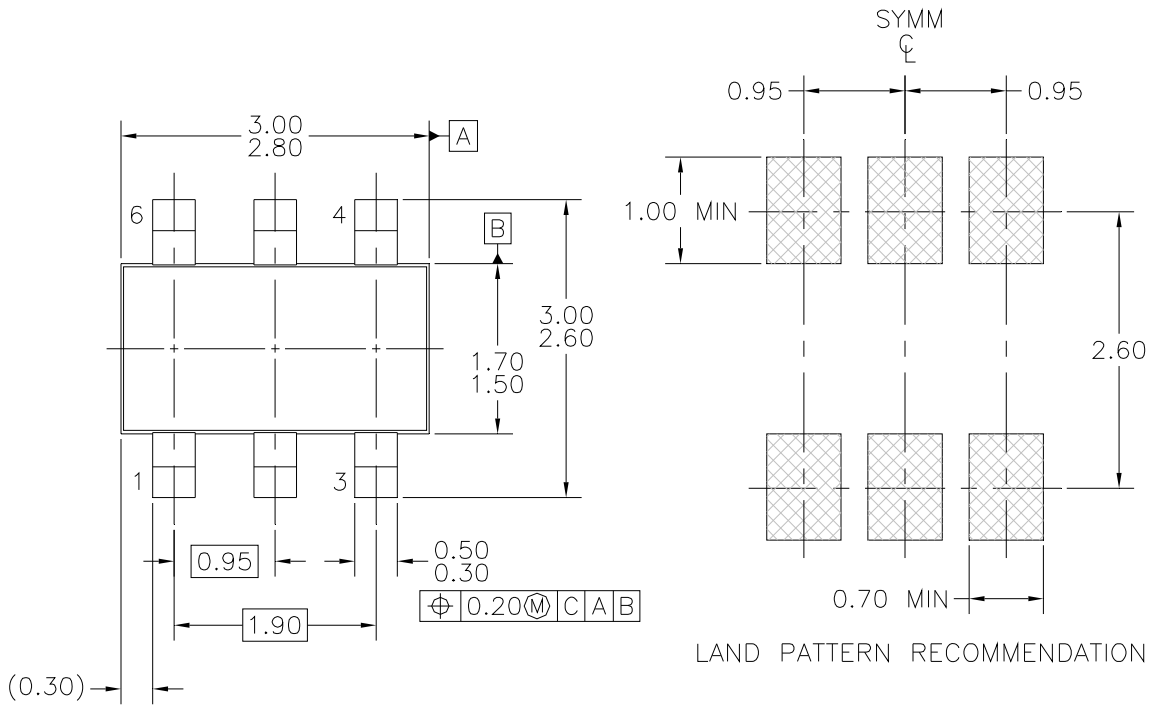 SYMM
CL
0.95
0.95
3.00
2.80
A
6
4
B
1.00 MIN
3.00
2.60
1.70
1.50
2.60
1
3
0.95
0.50
0.30
⌖ 0.20 Ⓜ C A B
1.90
0.70 MIN
LAND PATTERN RECOMMENDATION
(0.30)